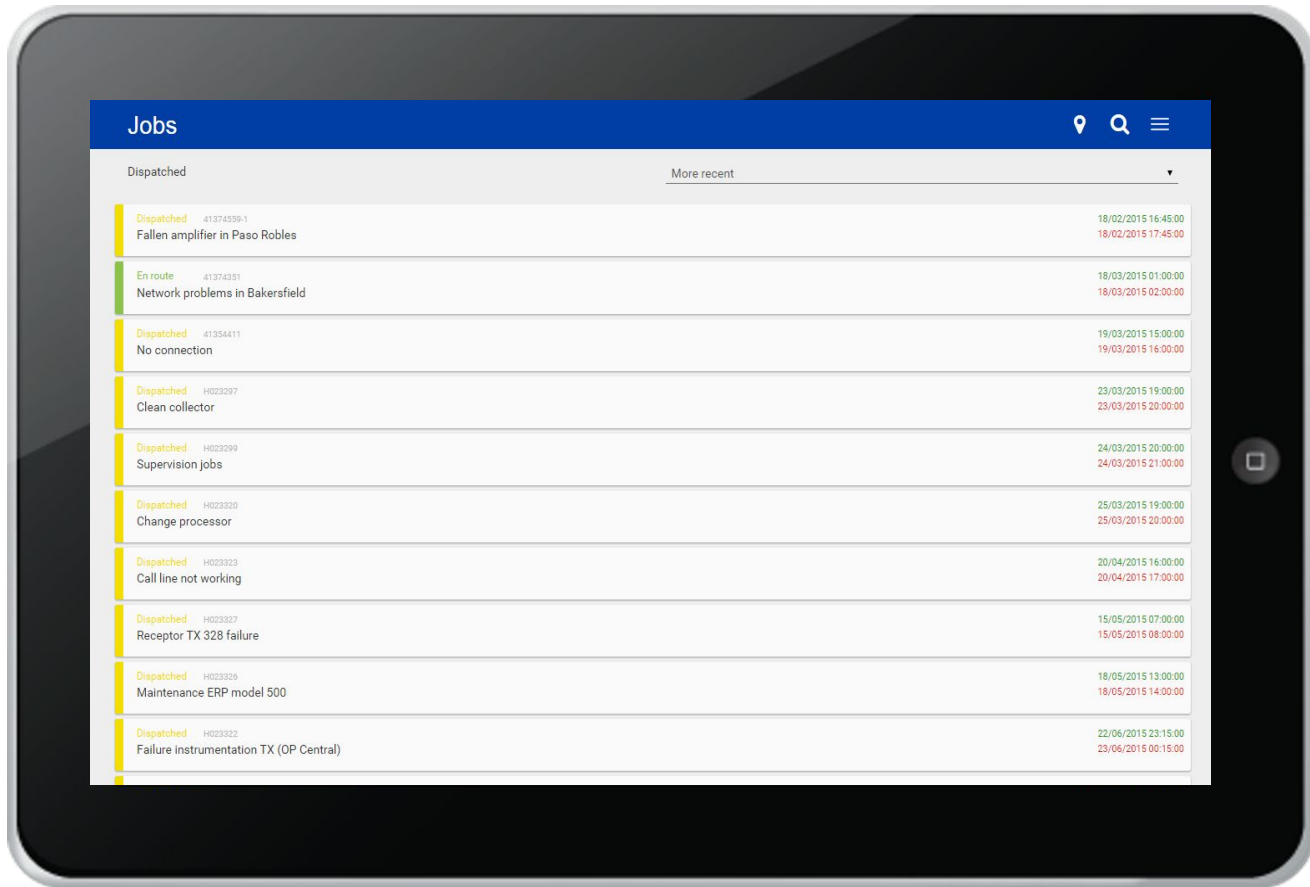 Jobs
Dispatched
More recent
Dispatched 41374559-1 18/02/2015 16:45:00
Fallen amplifier in Paso Robles 18/02/2015 17:45:00
En route 41374351 18/03/2015 01:00:00
Network problems in Bakersfield 18/03/2015 02:00:00
Dispatched 41354411 19/03/2015 15:00:00
No connection 19/03/2015 16:00:00
Dispatched H023297 23/03/2015 19:00:00
Clean collector 23/03/2015 20:00:00
Dispatched H023299 24/03/2015 20:00:00
Supervision jobs 24/03/2015 21:00:00
Dispatched H023320 25/03/2015 19:00:00
Change processor 25/03/2015 20:00:00
Dispatched H023323 20/04/2015 16:00:00
Call line not working 20/04/2015 17:00:00
Dispatched H023327 15/05/2015 07:00:00
Receptor TX 328 failure 15/05/2015 08:00:00
Dispatched H023326 18/05/2015 13:00:00
Maintenance ERP model 500 18/05/2015 14:00:00
Dispatched H023322 22/06/2015 23:15:00
Failure instrumentation TX (OP Central) 23/06/2015 00:15:00